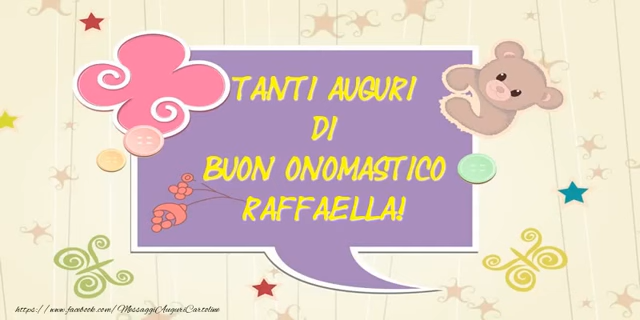 TANTI AUGURI
DI
BUON ONOMASTICO
RAFFAELLA!
https://www.facebook.com/MessaggiAuguriCartoline